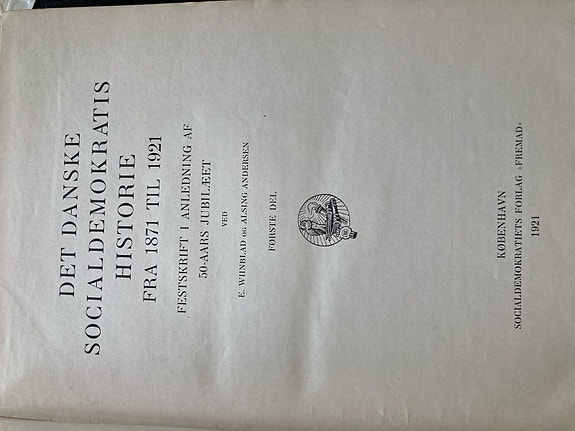 DET DANSKE
SOCIALDEMOKRATIS
HISTORIE
FRA 1871 TIL 1921
FESTSKRIFT I ANLEDNING AF
50-AARS JUBILÆET
VED
E. WIINBLAD OG ALSING ANDERSEN
FØRSTE DEL
KØBENHAVN
SOCIALDEMOKRATIETS FORLAG »FREMAD«
1921